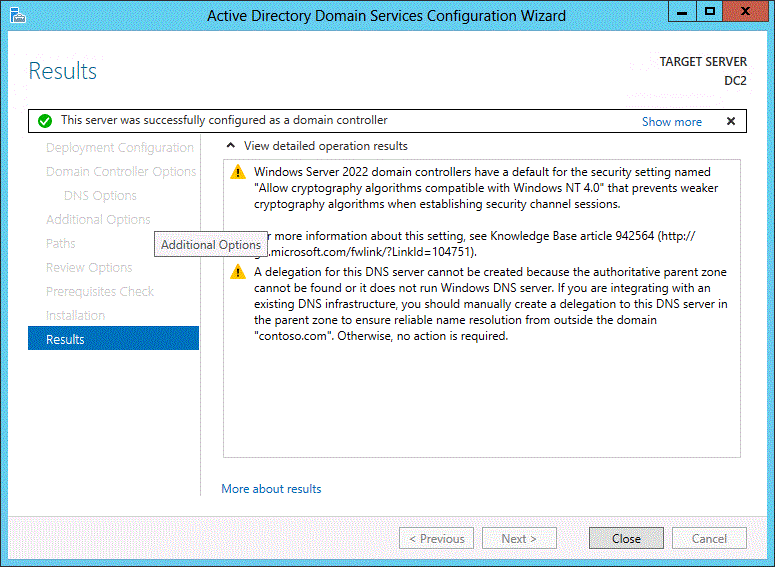 Active Directory Domain Services Configuration Wizard
Results
TARGET SERVER
DC2
This server was successfully configured as a domain controller
Show more
Deployment Configuration
Domain Controller Options
DNS Options
Additional Options
Paths
Review Options
Prerequisites Check
Installation
Results
Additional Options
View detailed operation results
Windows Server 2022 domain controllers have a default for the security setting named
"Allow cryptography algorithms compatible with Windows NT 4.0" that prevents weaker
cryptography algorithms when establishing security channel sessions.
more information about this setting, see Knowledge Base article 942564 (http://
.microsoft.com/fwlink/?LinkId=104751).
A delegation for this DNS server cannot be created because the authoritative parent zone
cannot be found or it does not run Windows DNS server. If you are integrating with an
existing DNS infrastructure, you should manually create a delegation to this DNS server in
the parent zone to ensure reliable name resolution from outside the domain
"contoso.com". Otherwise, no action is required.
More about results
< Previous
Next >
Close
Cancel